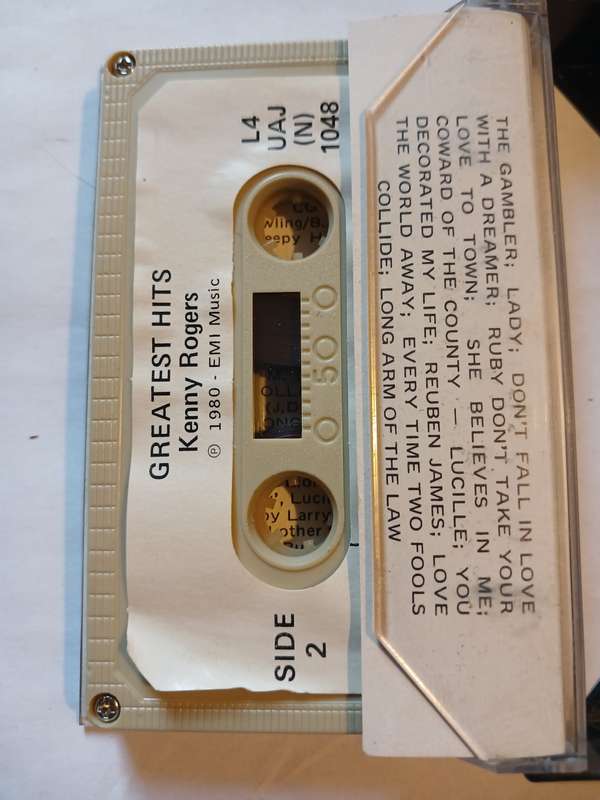 L4
UAJ
(N)
1048
GREATEST HITS
Kenny Rogers
℗ 1980 - EMI Music
0 50 0
SIDE
2
THE GAMBLER; LADY; DON'T FALL IN LOVE
WITH A DREAMER; RUBY DON'T TAKE YOUR
LOVE TO TOWN; SHE BELIEVES IN ME;
COWARD OF THE COUNTY — LUCILLE; YOU
DECORATED MY LIFE; REUBEN JAMES; LOVE
THE WORLD AWAY; EVERY TIME TWO FOOLS
COLLIDE; LONG ARM OF THE LAW